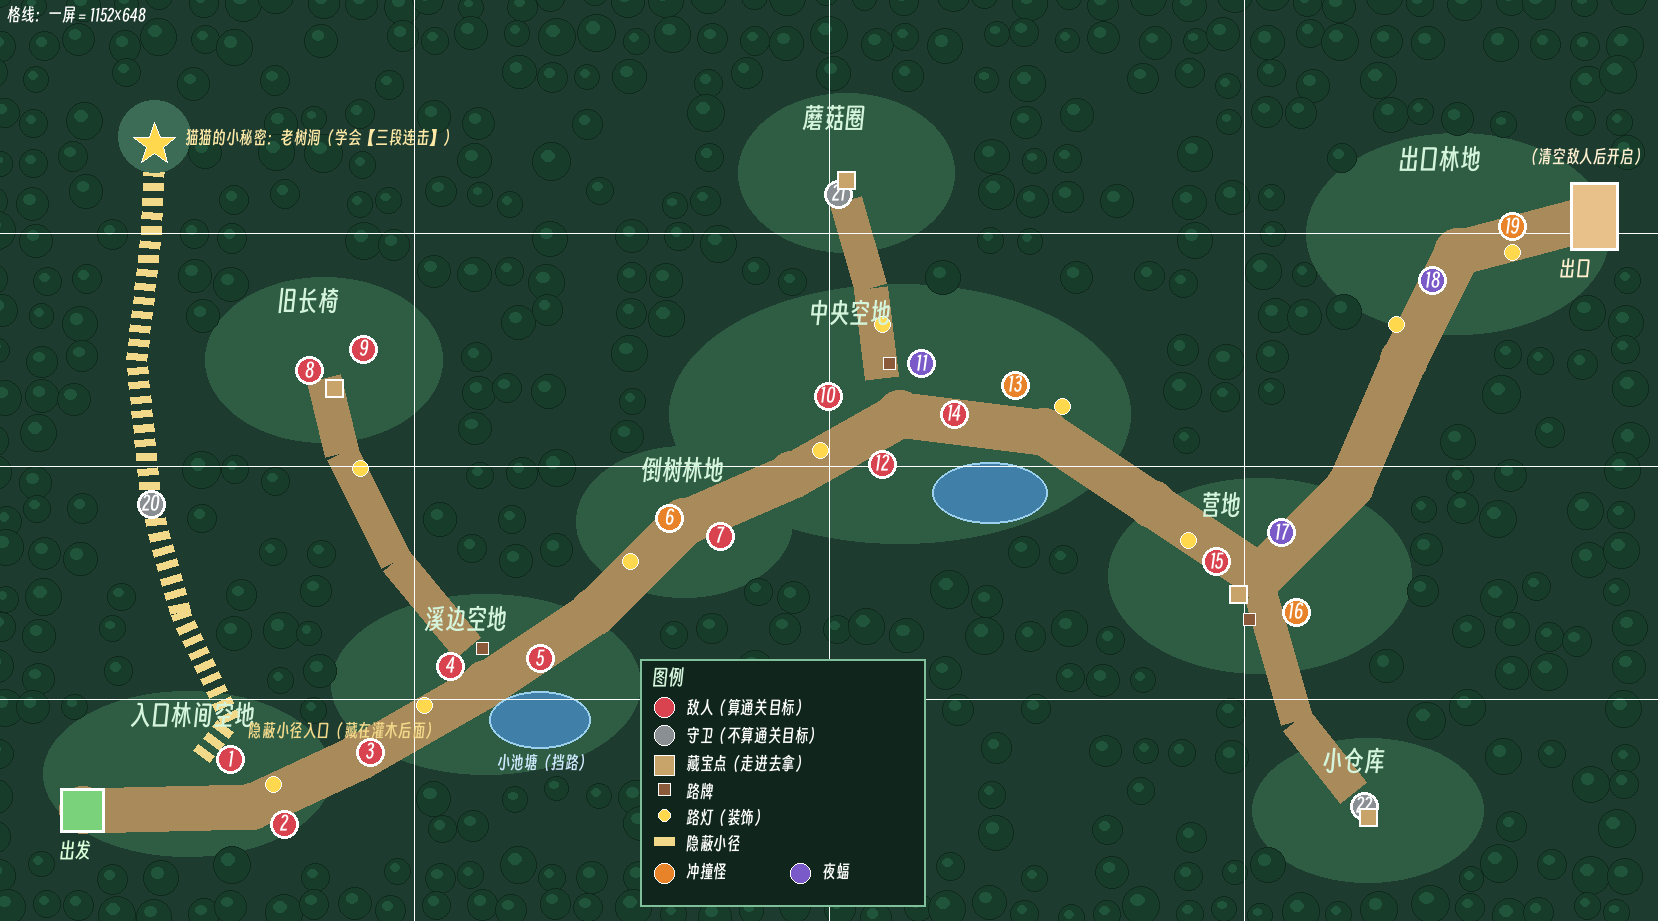 格线：一屏 = 1152×648
蘑菇圈
猫猫的小秘密：老树洞（学会【三段连击】）
出口林地
（清空敌人后开启）
21
19
出口
18
旧长椅
中央空地
9
8
11
13
10
14
倒树林地
12
20
6
7
营地
17
15
溪边空地
16
4
5
入口林间空地
隐蔽小径入口（藏在灌木后面）
1
3
小池塘（挡路）
2
出发
小仓库
22
图例
敌人（算通关目标）
守卫（不算通关目标）
藏宝点（走进去拿）
路牌
路灯（装饰）
隐蔽小径
冲撞怪
夜蝠